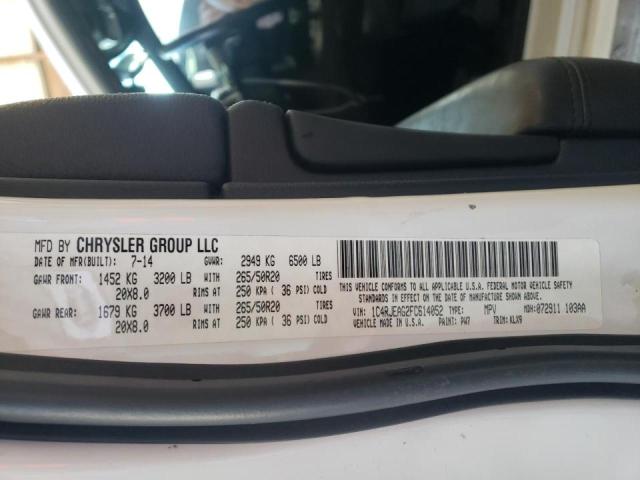 MFD BY CHRYSLER GROUP LLC
DATE OF MFR(BUILT): 7-14 GVWR: 2949 KG 6500 LB
GAWR FRONT: 1452 KG 3200 LB WITH 265/50R20 TIRES
20X8.0 RIMS AT 250 KPA ( 36 PSI) COLD
GAWR REAR: 1679 KG 3700 LB WITH 265/50R20 TIRES
20X8.0 RIMS AT 250 KPA ( 36 PSI) COLD
THIS VEHICLE CONFORMS TO ALL APPLICABLE U.S.A. FEDERAL MOTOR VEHICLE SAFETY
STANDARDS IN EFFECT ON THE DATE OF MANUFACTURE SHOWN ABOVE.
VIN: 1C4RJEAG2FC614052 TYPE: MPV MDH:072911 103AA
VEHICLE MADE IN U.S.A. PAINT: PW7 TRIM: KLX9